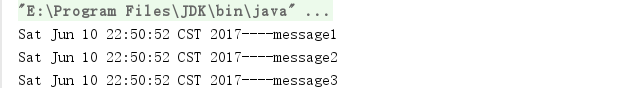 "E:\Program Files\JDK\bin\java" ...
Sat Jun 10 22:50:52 CST 2017----message1
Sat Jun 10 22:50:52 CST 2017----message2
Sat Jun 10 22:50:52 CST 2017----message3